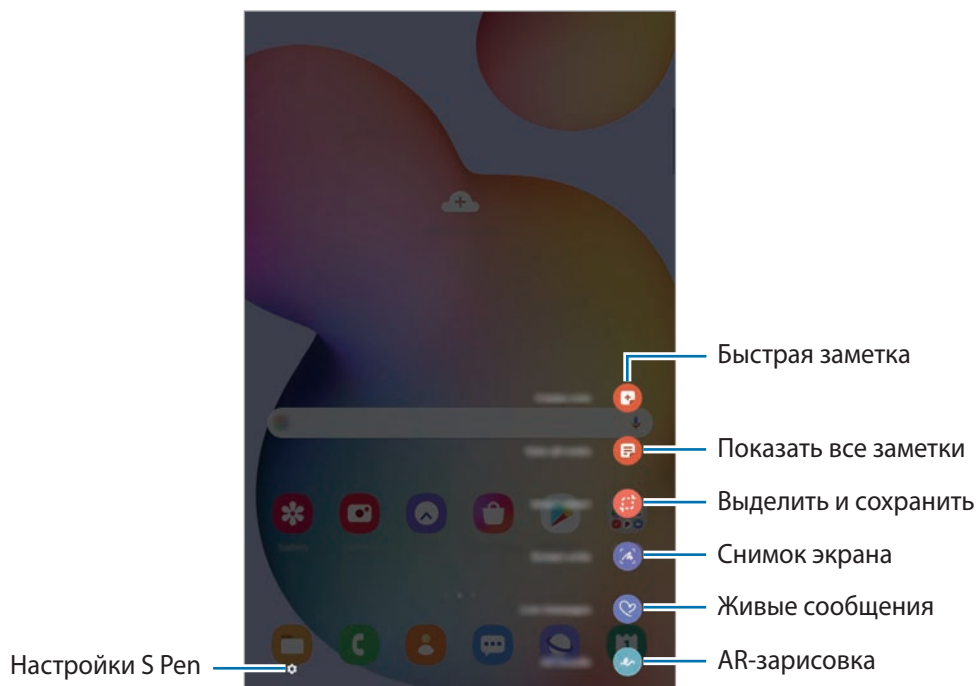 Быстрая заметка
Показать все заметки
Выделить и сохранить
Снимок экрана
Живые сообщения
AR-зарисовка
Настройки S Pen